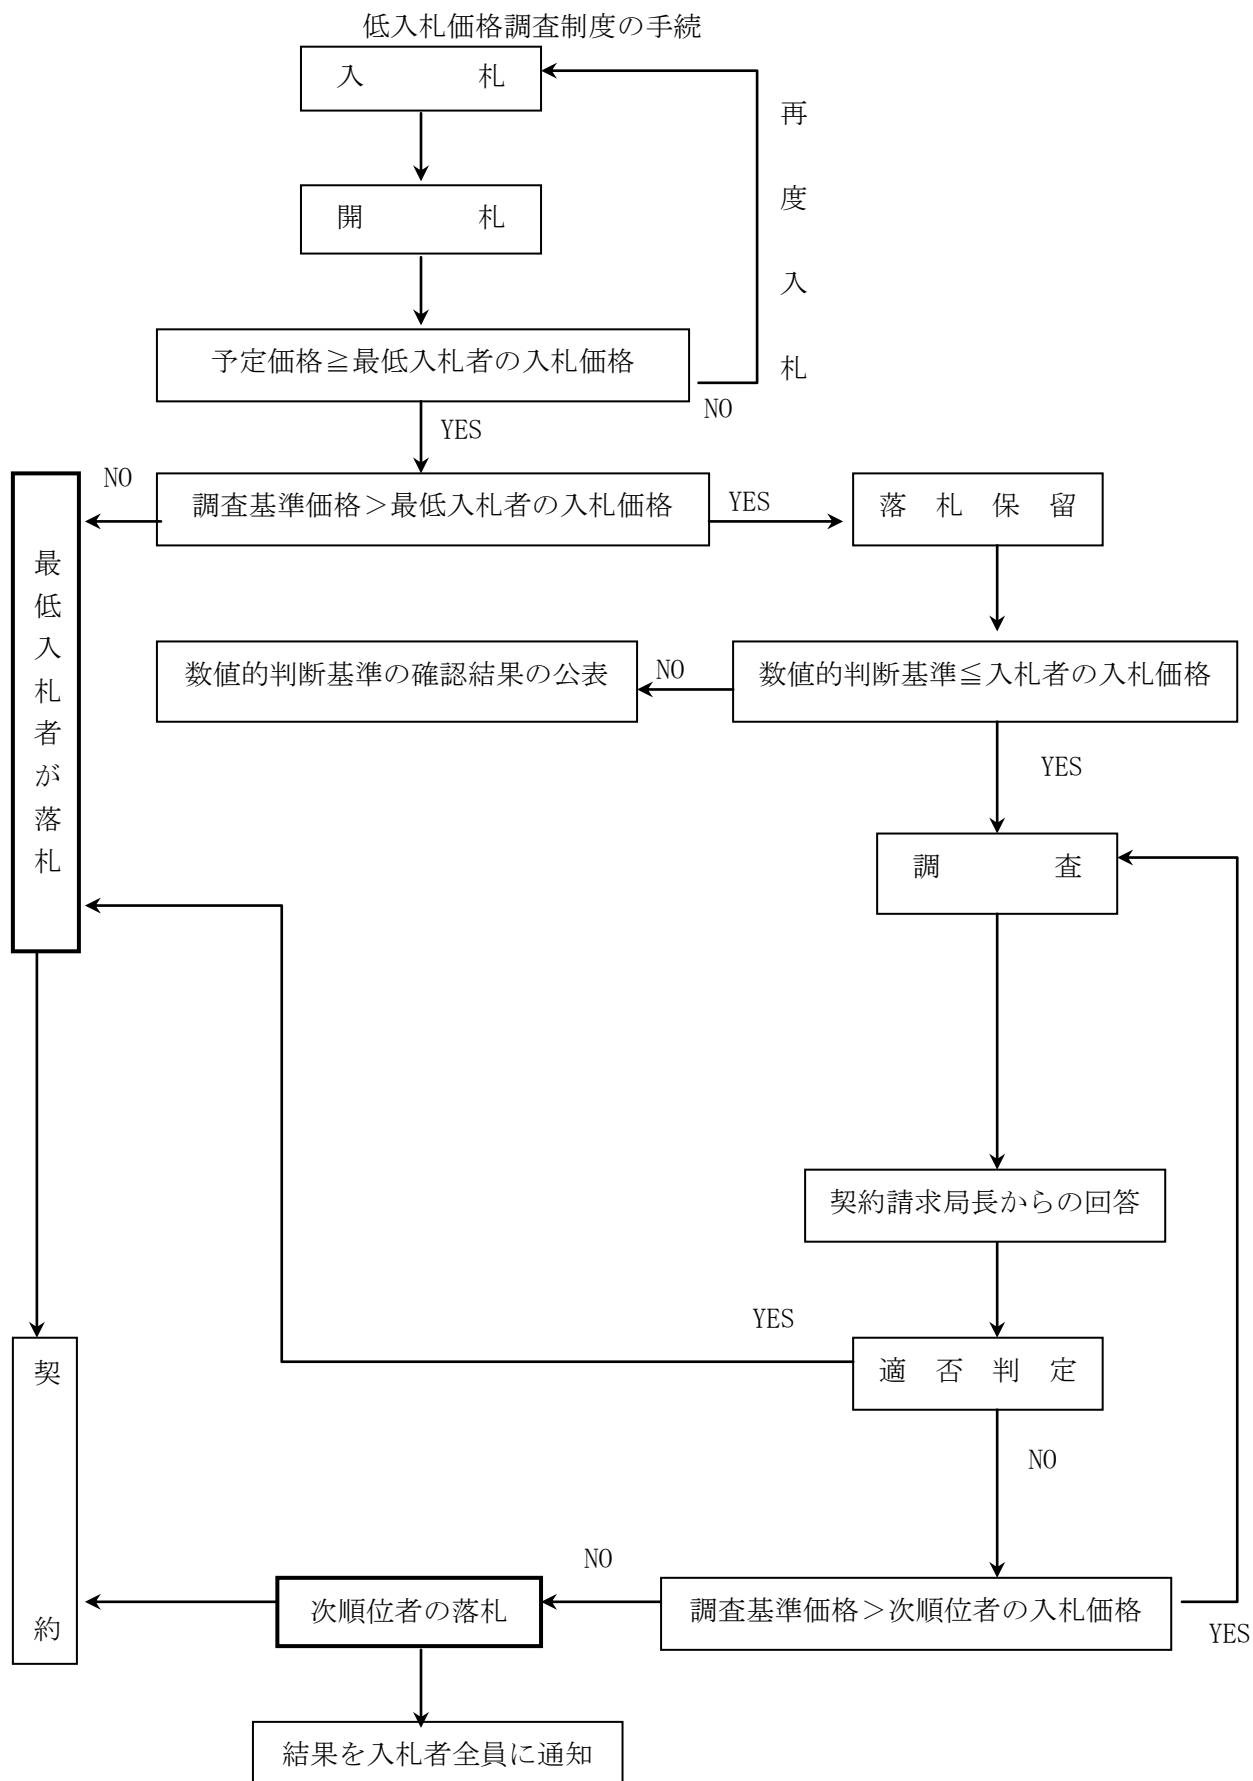 低入札価格調査制度の手続
入　　　　札
再度入札
開　　　　札
予定価格≧最低入札者の入札価格
NO
YES
NO
調査基準価格＞最低入札者の入札価格
YES
落　札　保　留
最低入札者が落札
数値的判断基準の確認結果の公表
NO
数値的判断基準≦入札者の入札価格
YES
調　　　　査
契約請求局長からの回答
YES
適　否　判　定
契　　　　約
NO
NO
次順位者の落札
調査基準価格＞次順位者の入札価格
YES
結果を入札者全員に通知